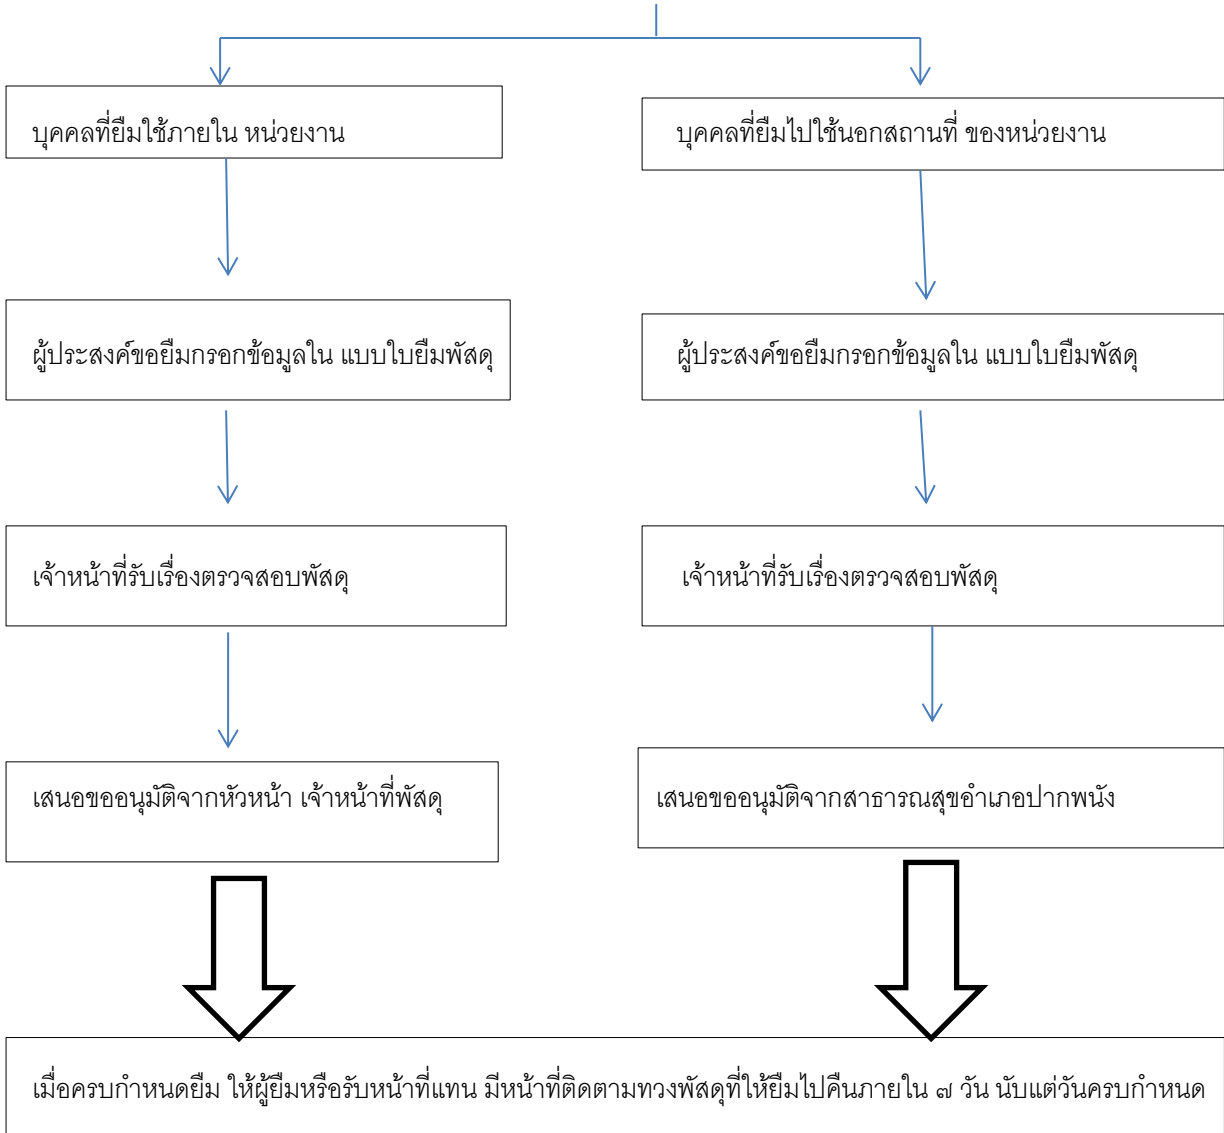 บุคคลที่ยืมใช้ภายใน หน่วยงาน
บุคคลที่ยืมไปใช้นอกสถานที่ ของหน่วยงาน
ผู้ประสงค์ขอยืมกรอกข้อมูลใน แบบใบยืมพัสดุ
ผู้ประสงค์ขอยืมกรอกข้อมูลใน แบบใบยืมพัสดุ
เจ้าหน้าที่รับเรื่องตรวจสอบพัสดุ
เจ้าหน้าที่รับเรื่องตรวจสอบพัสดุ
เสนอขออนุมัติจากหัวหน้า เจ้าหน้าที่พัสดุ
เสนอขออนุมัติจากสาธารณสุขอำเภอปากพนัง
เมื่อครบกำหนดยืม ให้ผู้ยืมหรือรับหน้าที่แทน มีหน้าที่ติดตามทวงพัสดุที่ให้ยืมไปคืนภายใน ๗ วัน นับแต่วันครบกำหนด